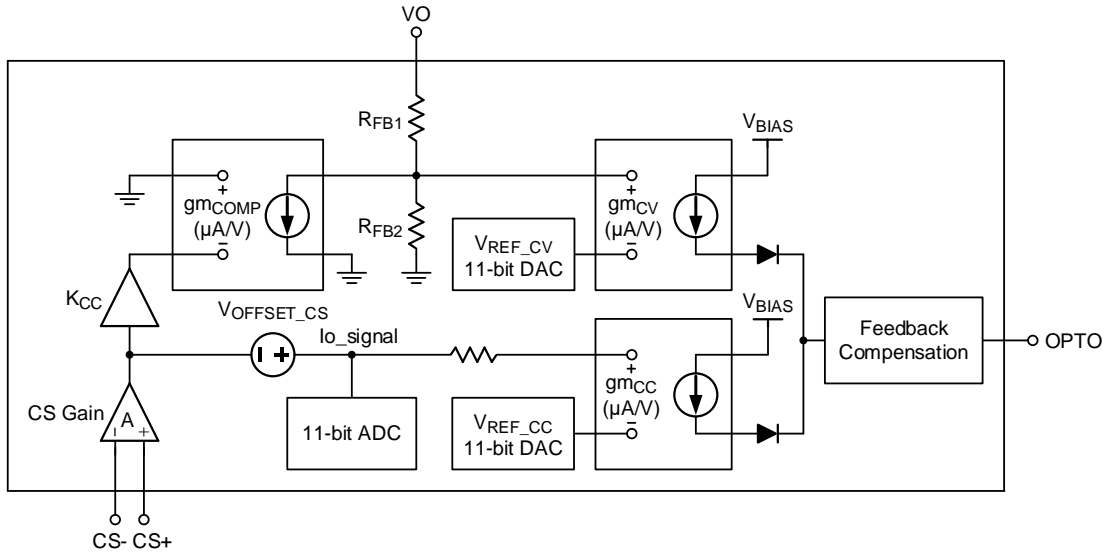 VO
RFB1
VBIAS
+
gmCOMP
(µA/V)
-
+
gmCV
(µA/V)
-
RFB2
VREF_CV
11-bit DAC
KCC
VOFFSET_CS
Io_signal
VBIAS
- +
+
gmCC
(µA/V)
-
Feedback
Compensation
OPTO
CS Gain
A
- +
11-bit ADC
VREF_CC
11-bit DAC
CS- CS+